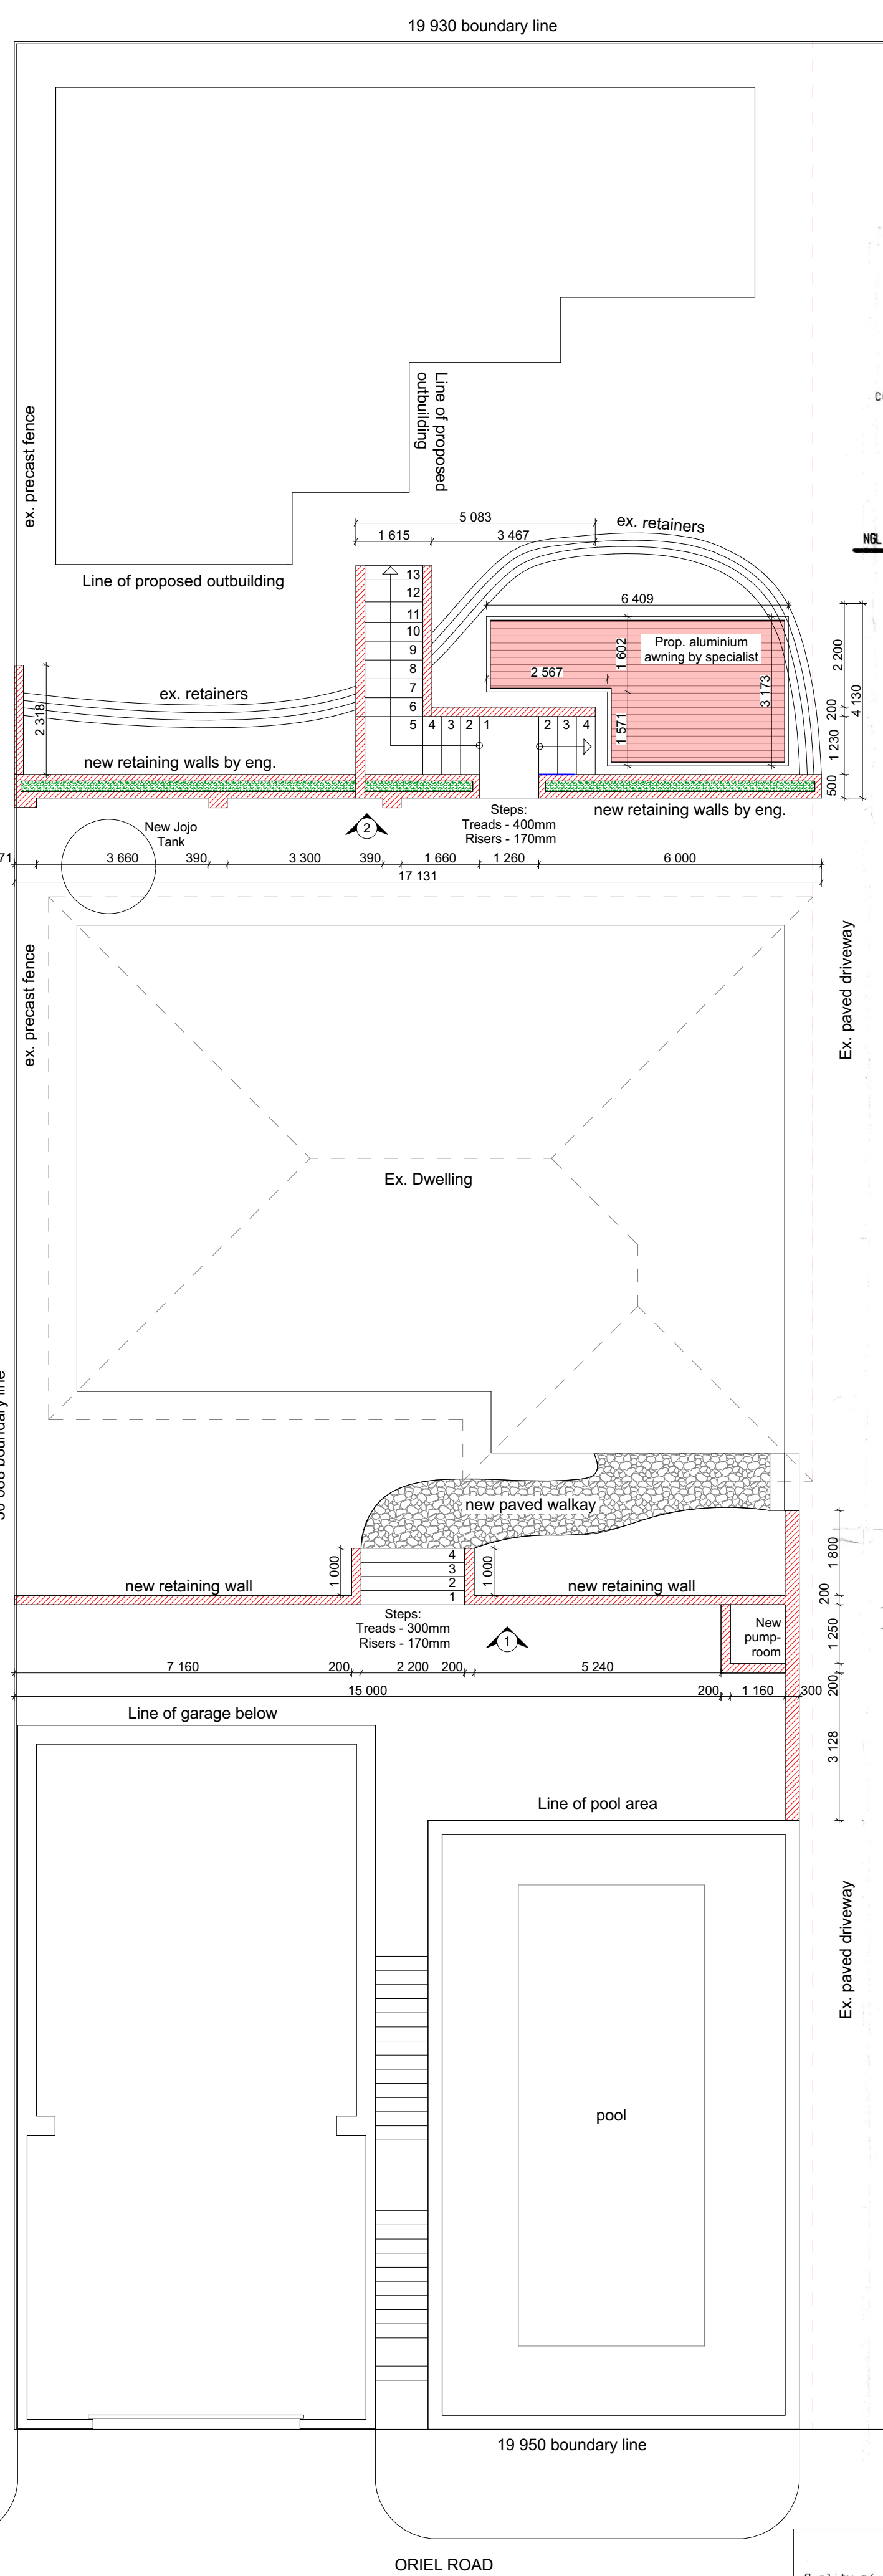 19 930 boundary line
ex. precast fence
Line of proposed
outbuilding
Line of proposed outbuilding
NGL
5 083
1 615
3 467
ex. retainers
6 409
13
12
11
10
9
8
7
6
5
4
3
2
1
2
3
4
1 602
Prop. aluminium
awning by specialist
2 567
1 571
3 173
2 200
200
4 130
1 230
500
ex. retainers
2 318
new retaining walls by eng.
new retaining walls by eng.
Steps:
Treads - 400mm
Risers - 170mm
2
New Jojo
Tank
71
3 660
390
3 300
390
1 660
1 260
6 000
17 131
ex. precast fence
Ex. paved driveway
Ex. Dwelling
boundary line
new paved walkay
1 000
4
3
2
1
1 000
new retaining wall
new retaining wall
1 800
200
1 250
200
3 128
Steps:
Treads - 300mm
Risers - 170mm
1
New
pump-
room
7 160
200
2 200
200
5 240
15 000
200
1 160
300
Line of garage below
Line of pool area
Ex. paved driveway
pool
19 950 boundary line
ORIEL ROAD